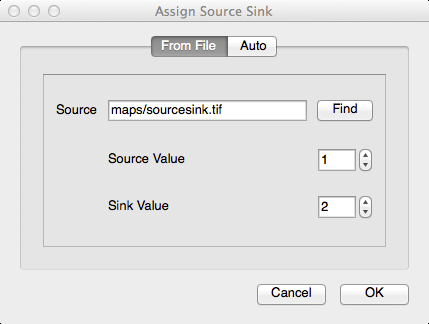 Assign Source Sink
From File Auto
Source maps/sourcesink.tif Find
Source Value 1
Sink Value 2
Cancel OK